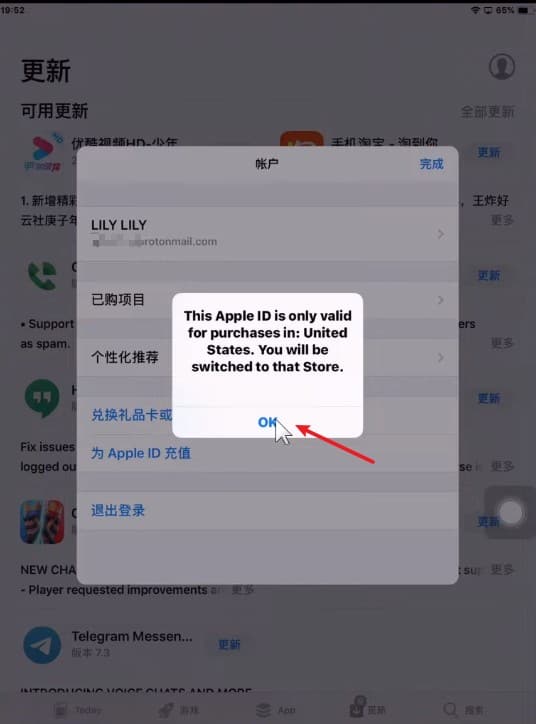 19:52
65%
更新
可用更新
全部更新
优酷视频HD-少年
手机淘宝 - 淘到你
更新
帐户
完成
1. 新增精彩
王炸好
云社庚子年
更多
LILY LILY
rotonmail.com
更新
已购项目
• Support
ers
as spam.
更多
This Apple ID is only valid
for purchases in: United
States. You will be
switched to that Store.
个性化推荐
更新
OK
兑换礼品卡或
Fix issues
logged ou
更多
为 Apple ID 充值
退出登录
更新
NEW CHA
更多
- Player requested improvements
更多
Telegram Messen...
版本 7.3
更新
INTRODUCING VOICE CHATS AND MORE
Today
游戏
App
更新
搜索